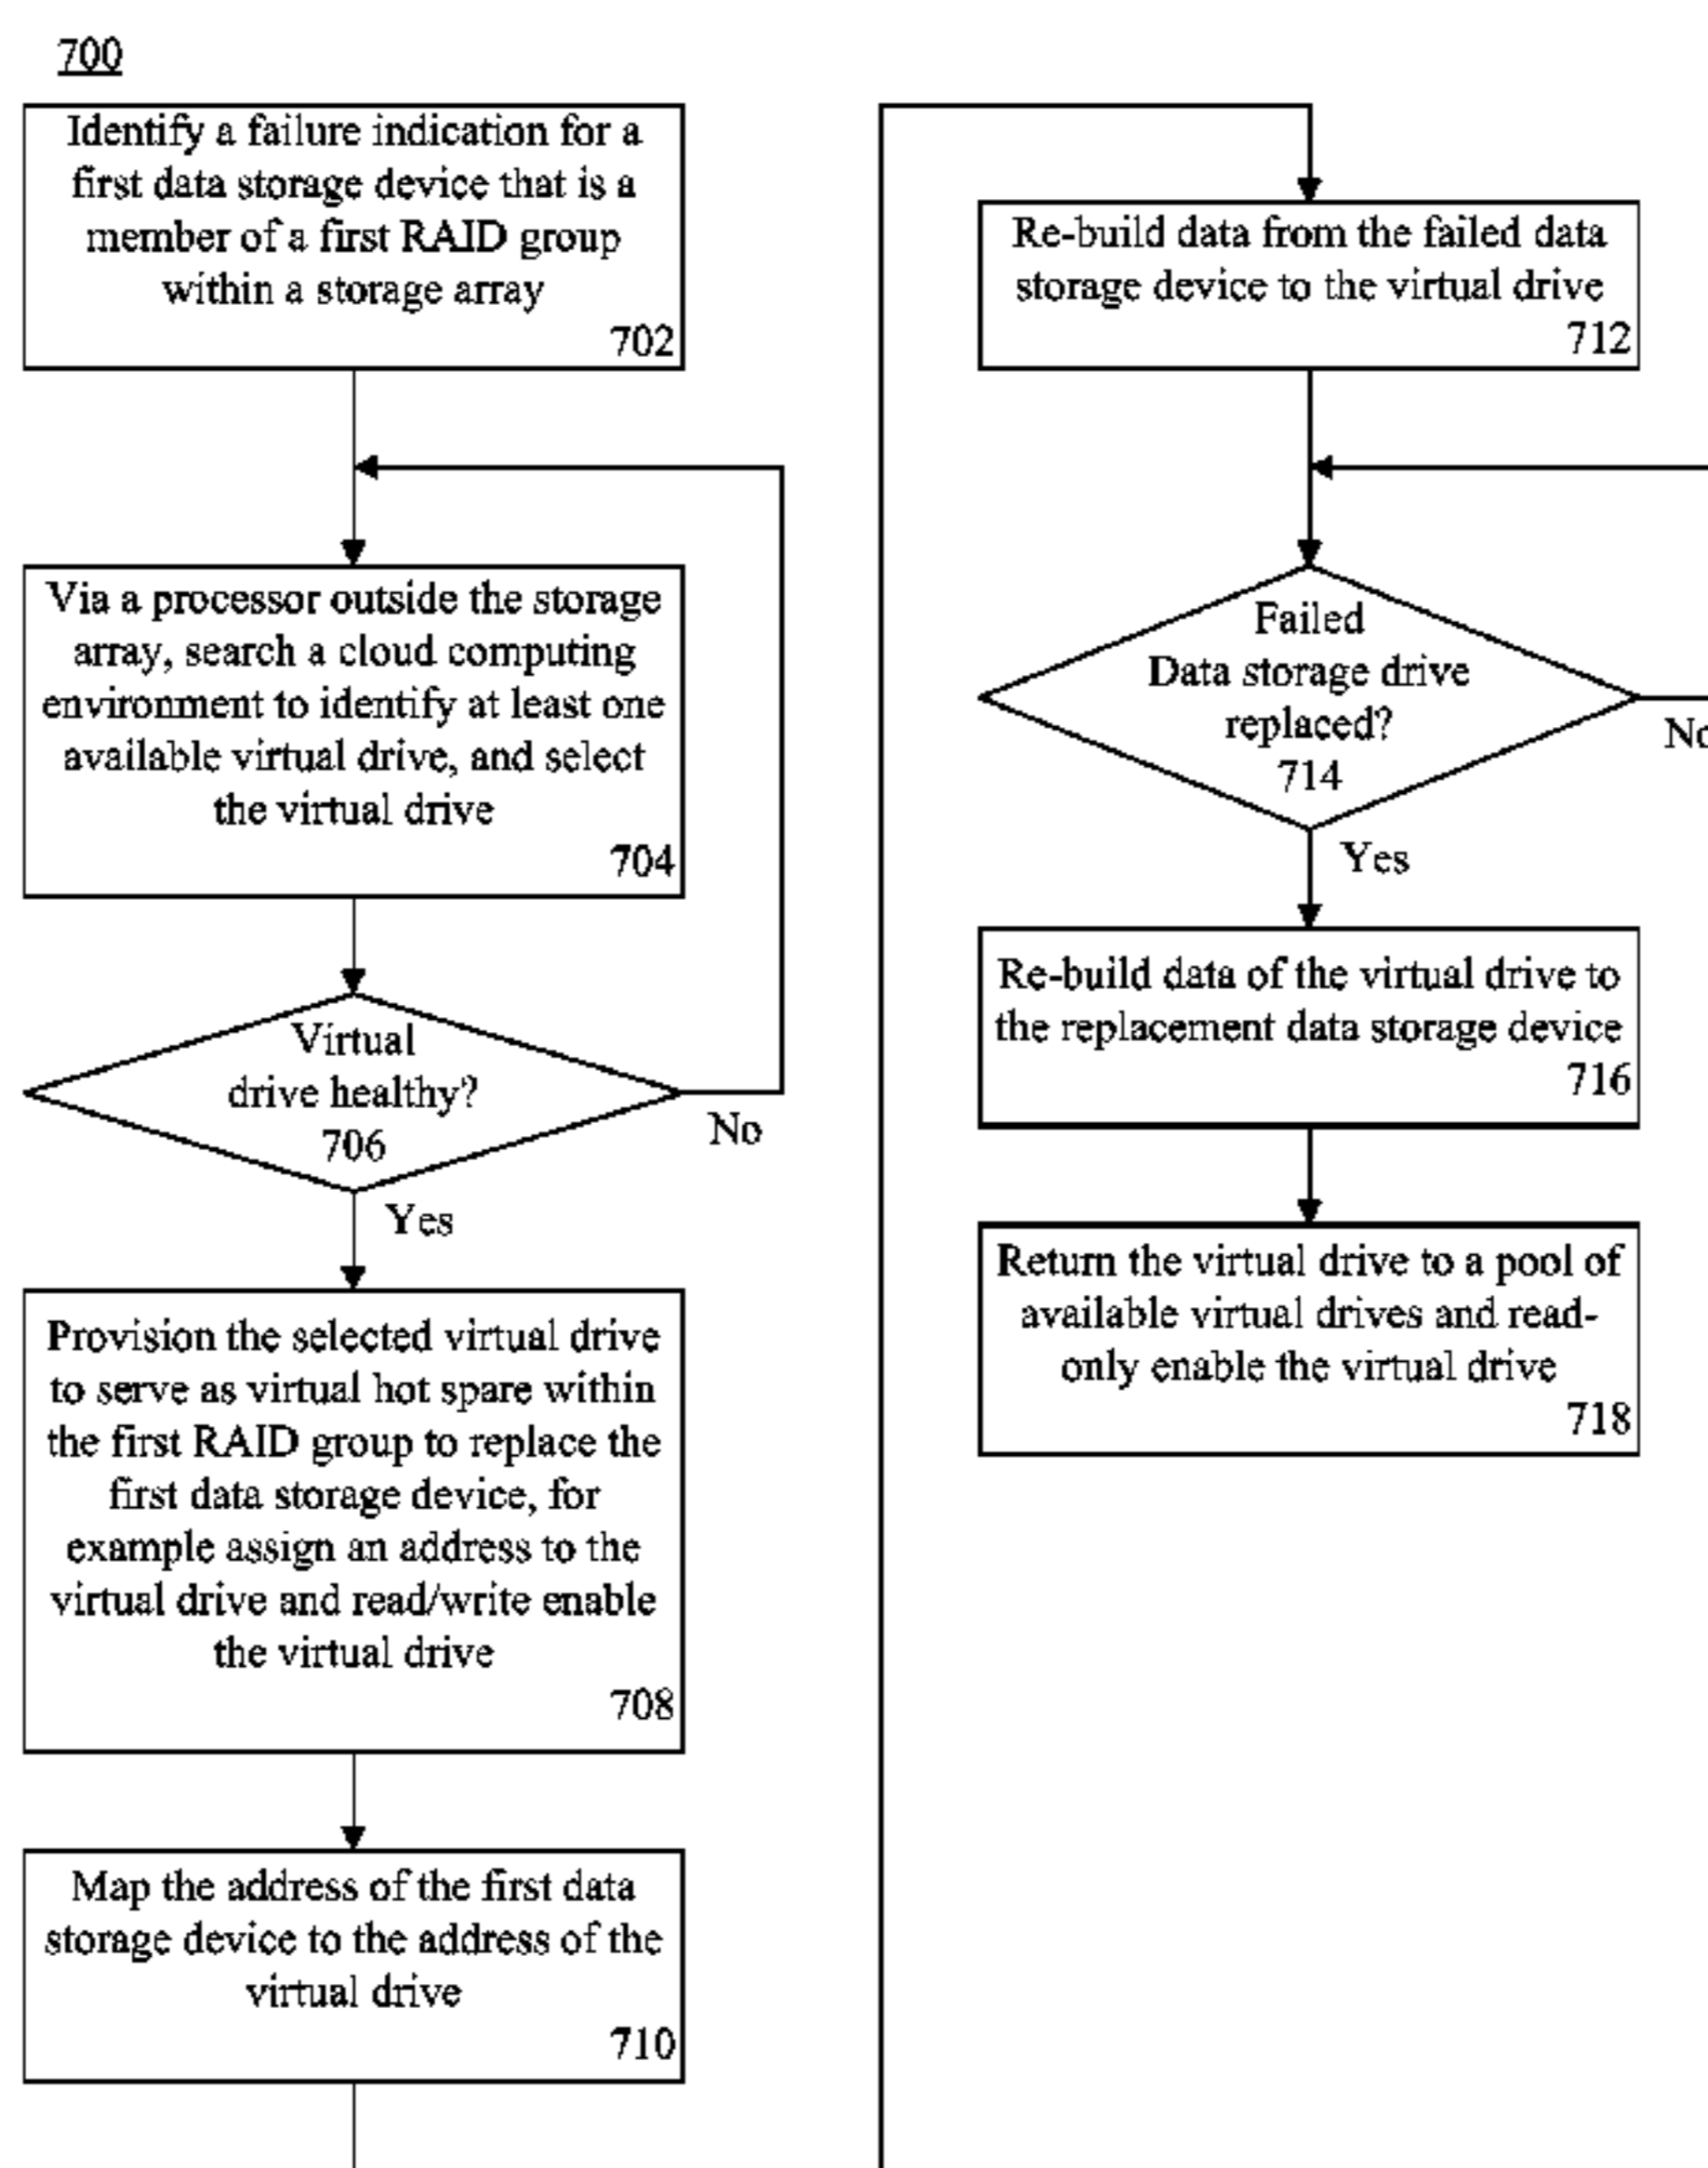 700
Identify a failure indication for a
first data storage device that is a
member of a first RAID group
within a storage array
702
Via a processor outside the storage
array, search a cloud computing
environment to identify at least one
available virtual drive, and select
the virtual drive
704
Virtual
drive healthy?
706
No
Yes
Provision the selected virtual drive
to serve as virtual hot spare within
the first RAID group to replace the
first data storage device, for
example assign an address to the
virtual drive and read/write enable
the virtual drive
708
Map the address of the first data
storage device to the address of the
virtual drive
710
Re-build data from the failed data
storage device to the virtual drive
712
Failed
Data storage drive
replaced?
714
No
Yes
Re-build data of the virtual drive to
the replacement data storage device
716
Return the virtual drive to a pool of
available virtual drives and read-
only enable the virtual drive
718